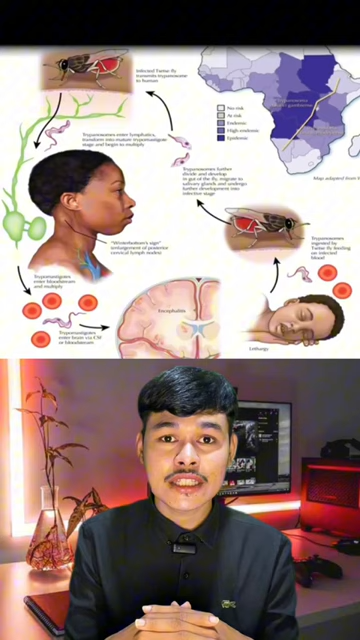 Infected Tsetse fly
transmits trypanosome
to human
No risk
At risk
Endemic
High-endemic
Epidemic
Map adapted from
Trypanosomes enter lymphatics,
transform into mature trypomastigote
stage and begin to multiply
Trypanosomes further
divide and develop
in gut of the fly, migrate to
salivary glands and undergo
further development into
infective stage
"Winterbottom's sign"
(enlargement of posterior
cervical lymph nodes)
Trypanosomes
ingested by Tsetse
fly feeding
on infected
blood
Trypomastigotes
enter bloodstream
and multiply
Encephalitis
Trypomastigotes
enter brain via CSF
or bloodstream
Lethargy